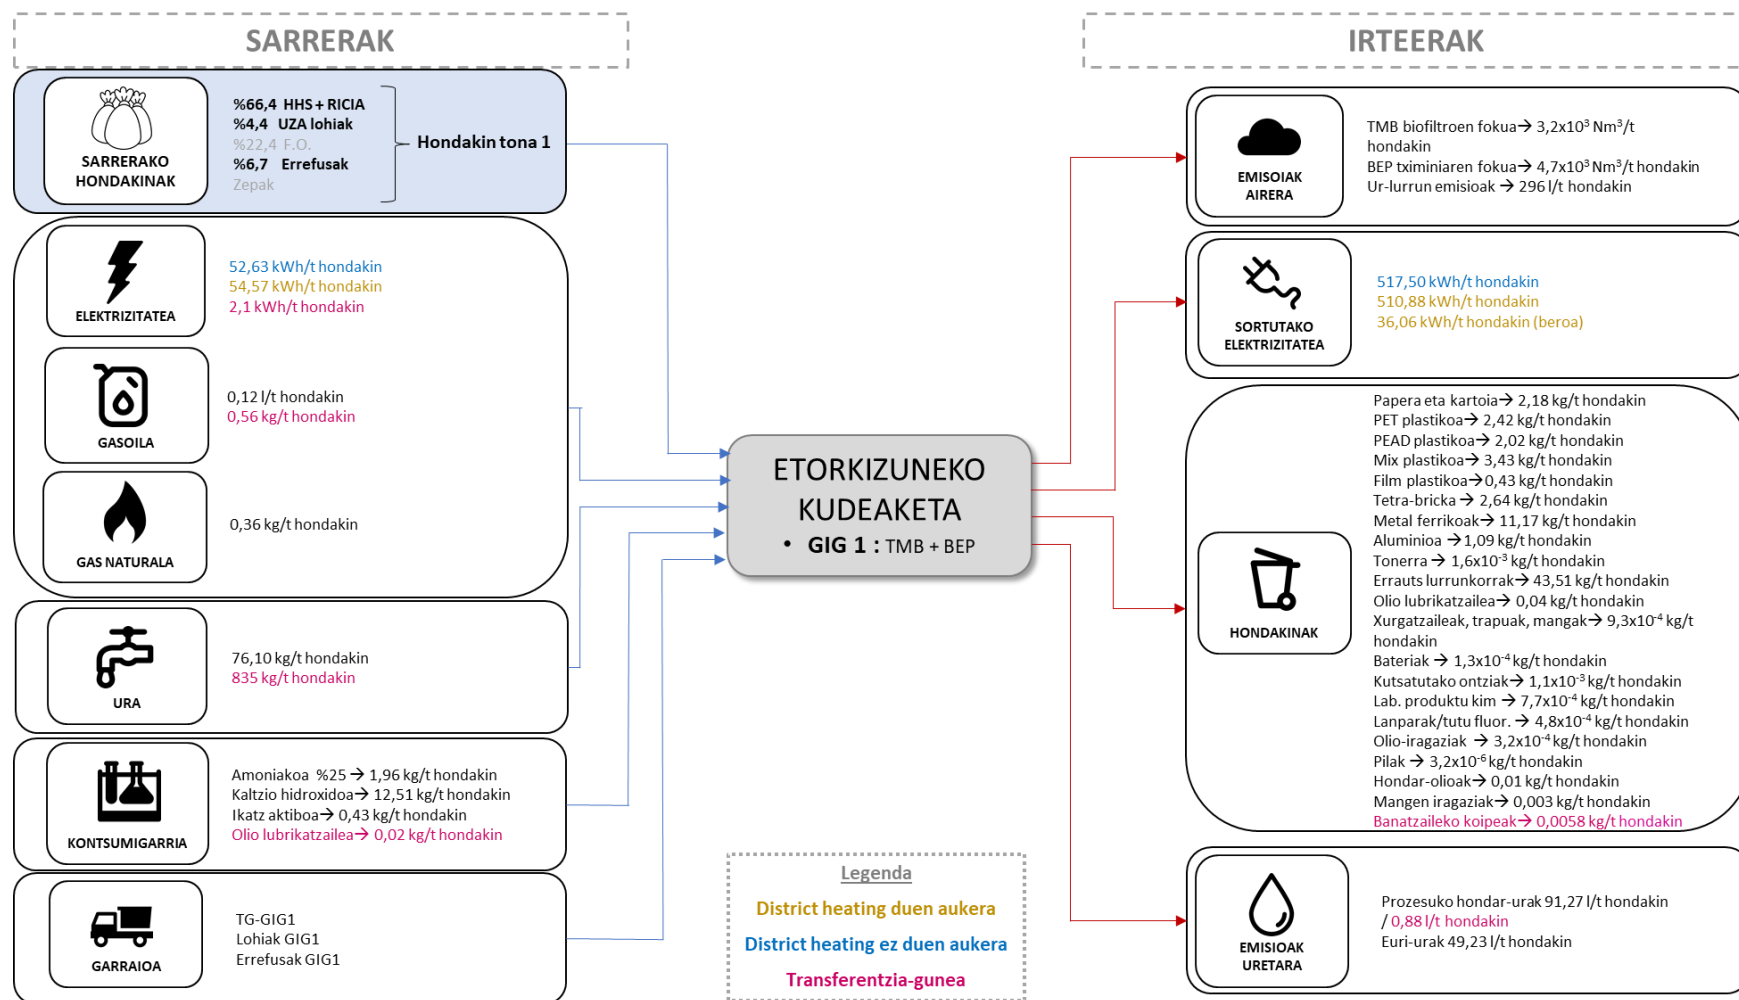 SARRERAK
SARRERAKO
HONDAKINAK
%66,4 HHS + RICIA
%4,4 UZA lohiak
%22,4 F.O.
%6,7 Errefusak
Zepak
Hondakin tona 1
ELEKTRIZITATEA
52,63 kWh/t hondakin
54,57 kWh/t hondakin
2,1 kWh/t hondakin
GASOILA
0,12 l/t hondakin
0,56 kg/t hondakin
GAS NATURALA
0,36 kg/t hondakin
URA
76,10 kg/t hondakin
835 kg/t hondakin
KONTSUMIGARRIA
Amoniakoa %25 → 1,96 kg/t hondakin
Kaltzio hidroxidoa→ 12,51 kg/t hondakin
Ikatz aktiboa→ 0,43 kg/t hondakin
Olio lubrikatzailea→ 0,02 kg/t hondakin
GARRAIOA
TG-GIG1
Lohiak GIG1
Errefusak GIG1
ETORKIZUNEKO
KUDEAKETA
• GIG 1 : TMB + BEP
Legenda
District heating duen aukera
District heating ez duen aukera
Transferentzia-gunea
IRTEERAK
EMISOIAK
AIRERA
TMB biofiltroen fokua→ 3,2x10³ Nm³/t
hondakin
BEP tximiniaren fokua→ 4,7x10³ Nm³/t hondakin
Ur-lurrun emisioak → 296 l/t hondakin
SORTUTAKO
ELEKTRIZITATEA
517,50 kWh/t hondakin
510,88 kWh/t hondakin
36,06 kWh/t hondakin (beroa)
HONDAKINAK
Papera eta kartoia→ 2,18 kg/t hondakin
PET plastikoa→ 2,42 kg/t hondakin
PEAD plastikoa→ 2,02 kg/t hondakin
Mix plastikoa→ 3,43 kg/t hondakin
Film plastikoa→0,43 kg/t hondakin
Tetra-bricka → 2,64 kg/t hondakin
Metal ferrikoak→ 11,17 kg/t hondakin
Aluminioa →1,09 kg/t hondakin
Tonerra → 1,6x10⁻³ kg/t hondakin
Errauts lurrunkorrak→ 43,51 kg/t hondakin
Olio lubrikatzailea→ 0,04 kg/t hondakin
Xurgatzaileak, trapuak, mangak→ 9,3x10⁻⁴ kg/t
hondakin
Bateriak → 1,3x10⁻⁴ kg/t hondakin
Kutsatutako ontziak→ 1,1x10⁻³ kg/t hondakin
Lab. produktu kim → 7,7x10⁻⁴ kg/t hondakin
Lanparak/tutu fluor. → 4,8x10⁻⁴ kg/t hondakin
Olio-iragaziak → 3,2x10⁻⁴ kg/t hondakin
Pilak → 3,2x10⁻⁶ kg/t hondakin
Hondar-olioak→ 0,01 kg/t hondakin
Mangen iragaziak→ 0,003 kg/t hondakin
Banatzaileko koipeak→ 0,0058 kg/t hondakin
EMISIOAK
URETARA
Prozesuko hondar-urak 91,27 l/t hondakin
/ 0,88 l/t hondakin
Euri-urak 49,23 l/t hondakin